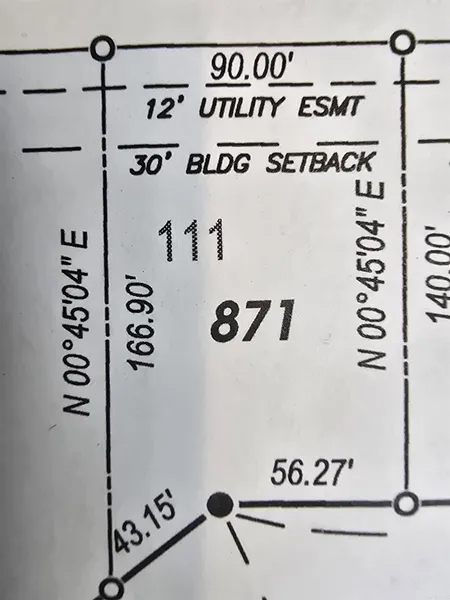 90.00'
12' UTILITY ESMT
30' BLDG SETBACK
111
871
N 00°45'04" E
166.90'
N 00°45'04" E
140.00'
56.27'
43.15'